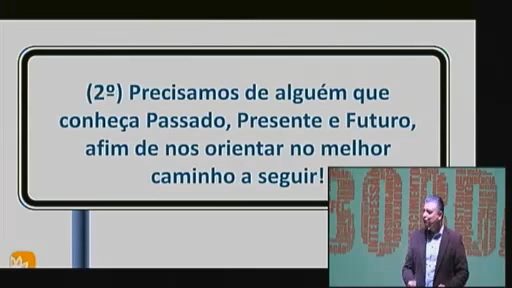 (2º) Precisamos de alguém que
conheça Passado, Presente e Futuro,
afim de nos orientar no melhor
caminho a seguir!